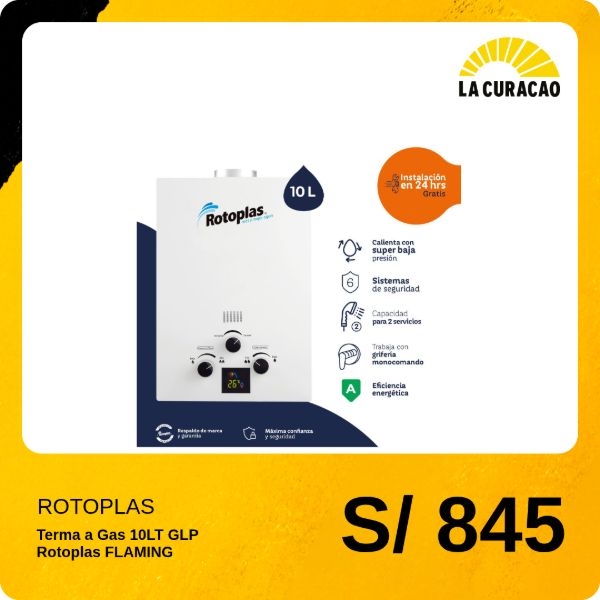 LA CURACAO
10 L
Instalación
en 24 hrs
Gratis
Rotoplas
Calienta con
super baja
presión
6
Sistemas
de seguridad
Capacidad
para 2 servicios
2
Trabaja con
grifería
monocomando
A
Eficiencia
energética
26°
Respaldo de marca
y garantía
Máxima confianza
y seguridad
ROTOPLAS
Terma a Gas 10LT GLP
Rotoplas FLAMING
S/ 845